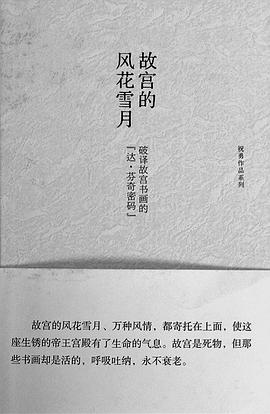 故宫的
风花雪月
破译故宫书画的
「达·芬奇密码」
祝勇作品系列
故宫的风花雪月、万种风情，都寄托在上面，使这
座生锈的帝王宫殿有了生命的气息。故宫是死物，但那
些书画却是活的，呼吸吐纳，永不衰老。